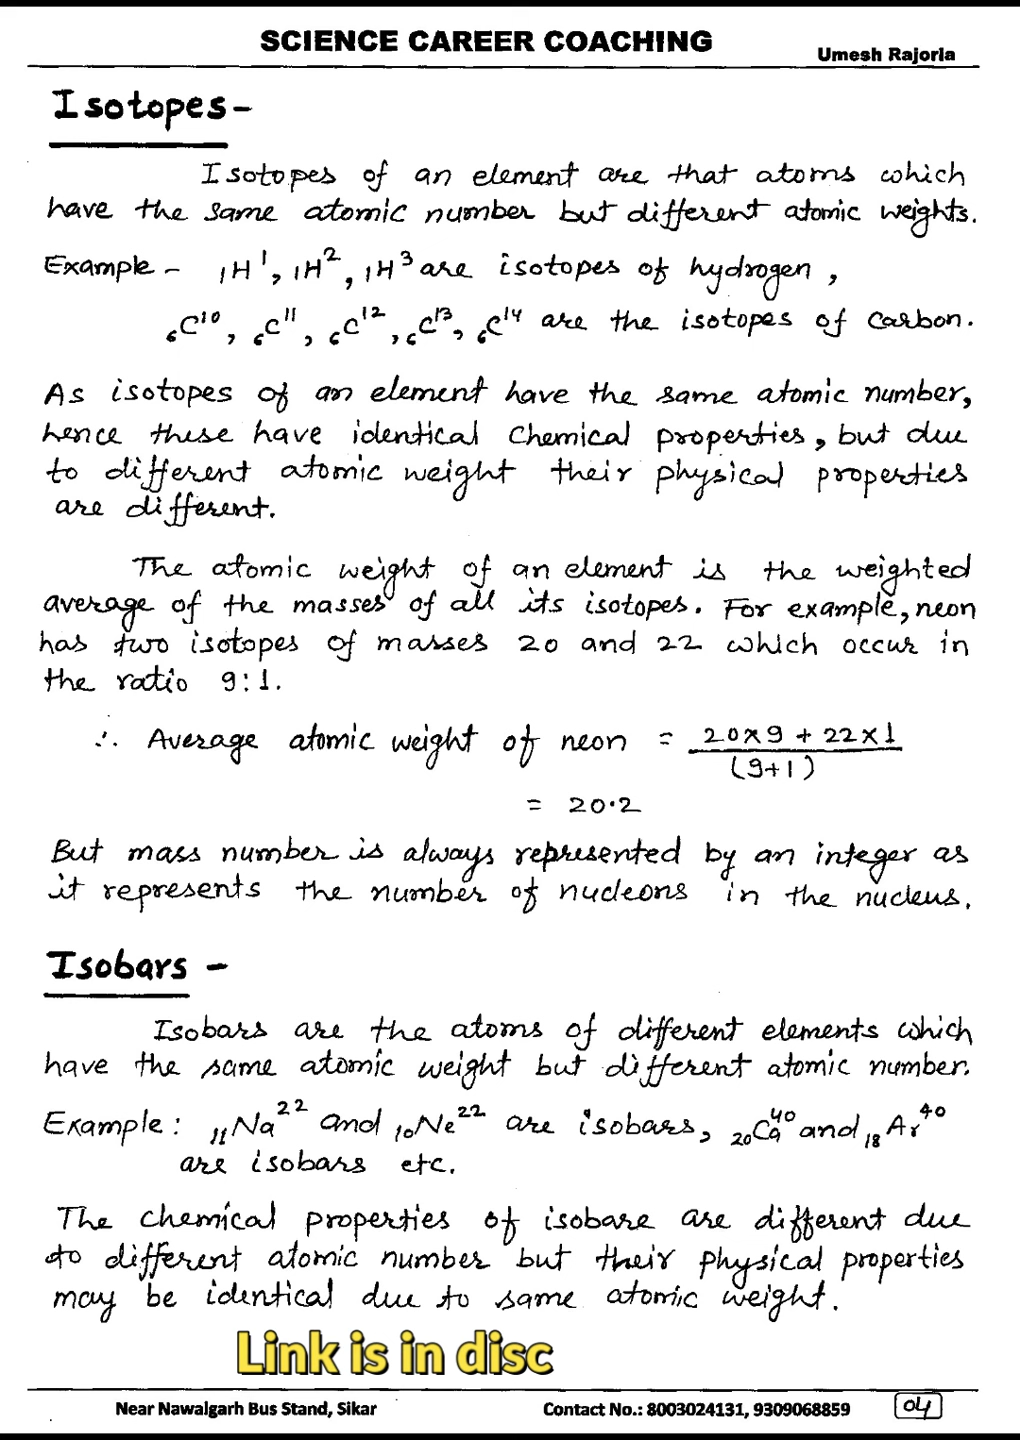 SCIENCE CAREER COACHING
Umesh Rajoria
Isotopes-
Isotopes of an element are that atoms which
have the same atomic number but different atomic weights.
Example - ₁H¹, ₁H², ₁H³ are isotopes of hydrogen,
₆C¹⁰, ₆C¹¹, ₆C¹², ₆C¹³, ₆C¹⁴ are the isotopes of carbon.
As isotopes of an element have the same atomic number,
hence these have identical chemical properties, but due
to different atomic weight their physical properties
are different.
The atomic weight of an element is the weighted
average of the masses of all its isotopes. For example, neon
has two isotopes of masses 20 and 22 which occur in
the ratio 9:1.
∴ Average atomic weight of neon = 20×9 + 22×1 / (9+1)
= 20.2
But mass number is always represented by an integer as
it represents the number of nucleons in the nucleus.
Isobars -
Isobars are the atoms of different elements which
have the same atomic weight but different atomic number.
Example : ₁₁Na²² and ₁₀Ne²² are isobars, ₂₀Ca⁴⁰ and ₁₈Ar⁴⁰
are isobars etc.
The chemical properties of isobare are different due
to different atomic number but their physical properties
may be identical due to same atomic weight.
Link is in disc
Near Nawalgarh Bus Stand, Sikar
Contact No.: 8003024131, 9309068859
04